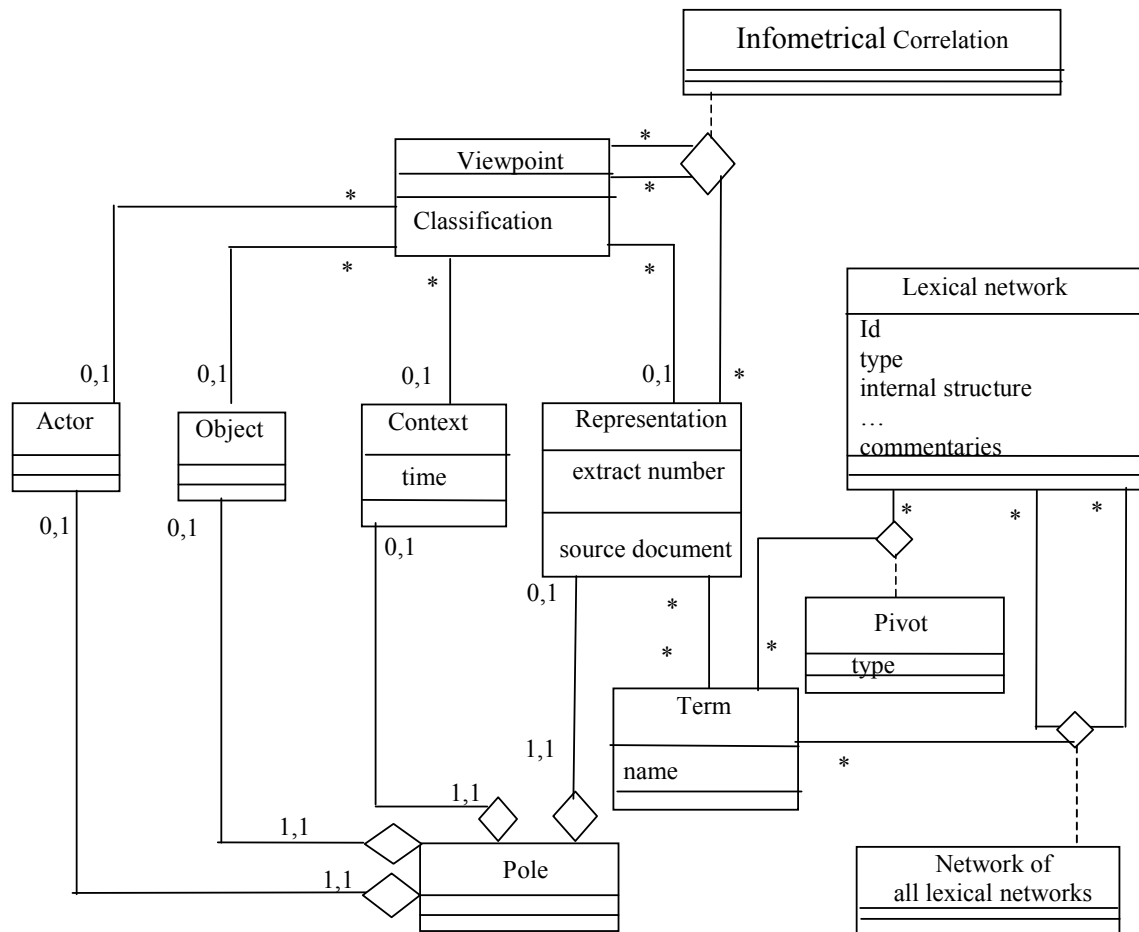 Infometrical Correlation
*
Viewpoint
*
*
Classification
*
*
*
Lexical network
Id
type
internal structure
…
commentaries
0,1
0,1
0,1
0,1
*
Actor
Object
Context
Representation
time
extract number
source document
*
*
*
0,1
0,1
0,1
0,1
*
*
*
Pivot
type
Term
name
*
1,1
1,1
1,1
1,1
Pole
Network of
all lexical networks